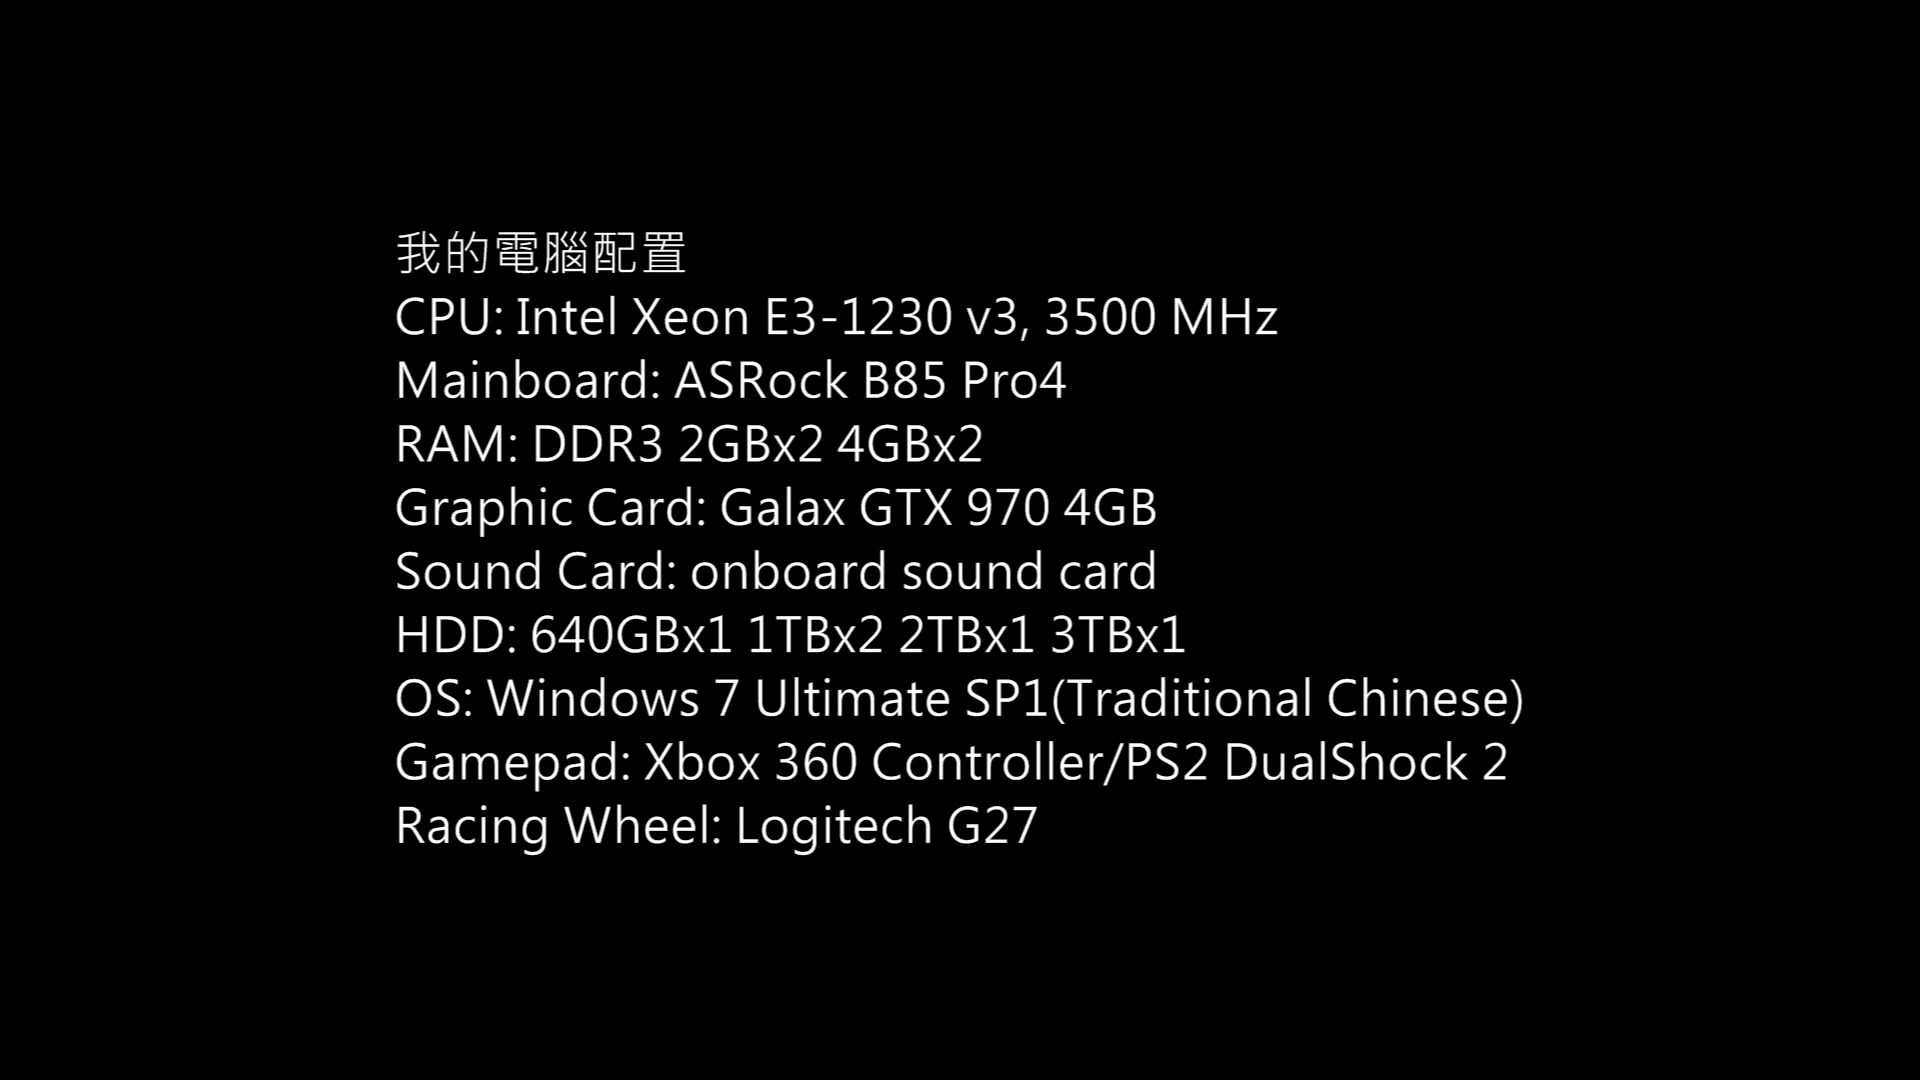 我的電腦配置
CPU: Intel Xeon E3-1230 v3, 3500 MHz
Mainboard: ASRock B85 Pro4
RAM: DDR3 2GBx2 4GBx2
Graphic Card: Galax GTX 970 4GB
Sound Card: onboard sound card
HDD: 640GBx1 1TBx2 2TBx1 3TBx1
OS: Windows 7 Ultimate SP1(Traditional Chinese)
Gamepad: Xbox 360 Controller/PS2 DualShock 2
Racing Wheel: Logitech G27